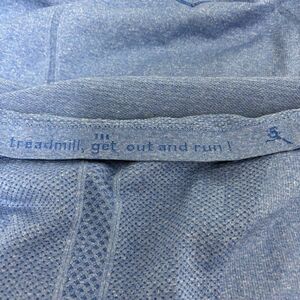 treadmill, get out and run!